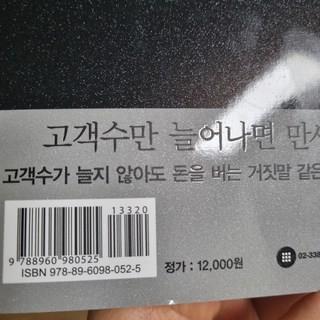 고객수만 늘어나면 만
고객수가 늘지 않아도 돈을 버는 거짓말 같은
13320
9 788960 980525
ISBN 978-89-6098-052-5
정가 : 12,000원
02-338